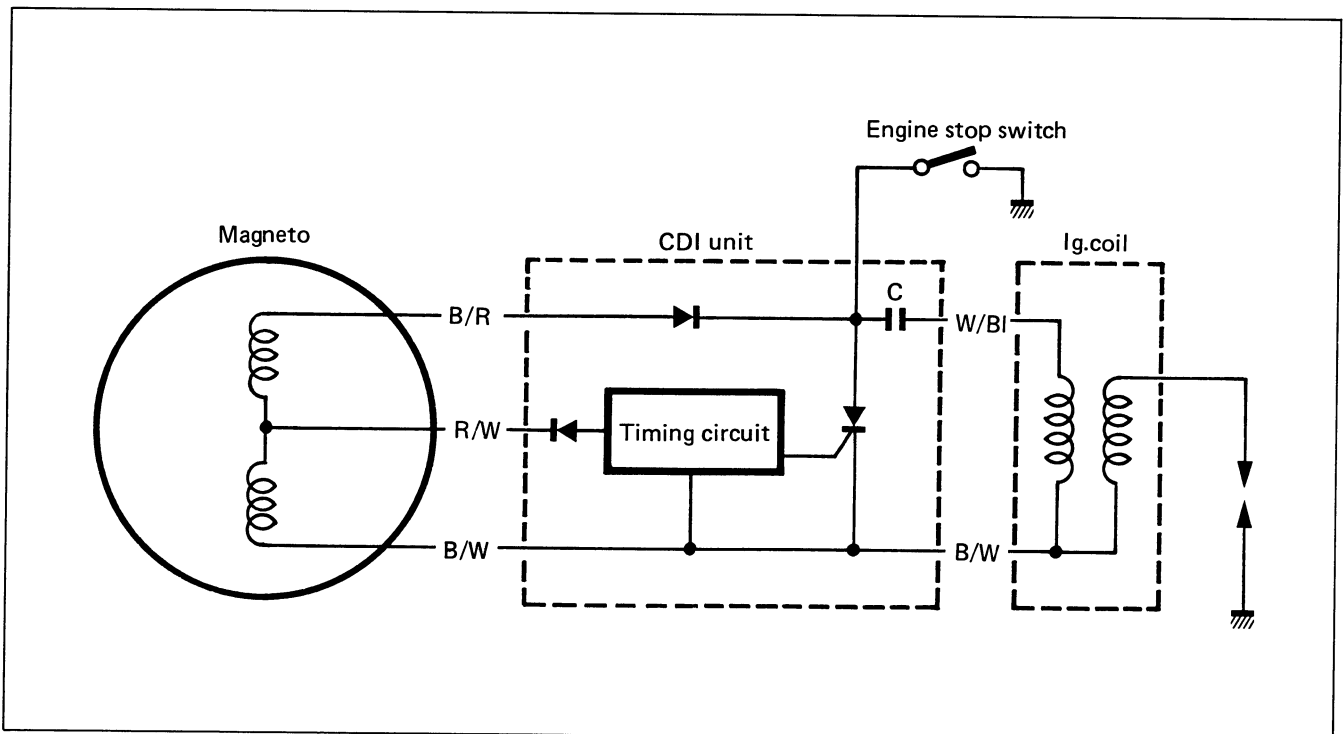 Engine stop switch
Magneto
CDI unit
Ig.coil
B/R
C
W/Bl
R/W
Timing circuit
B/W
B/W